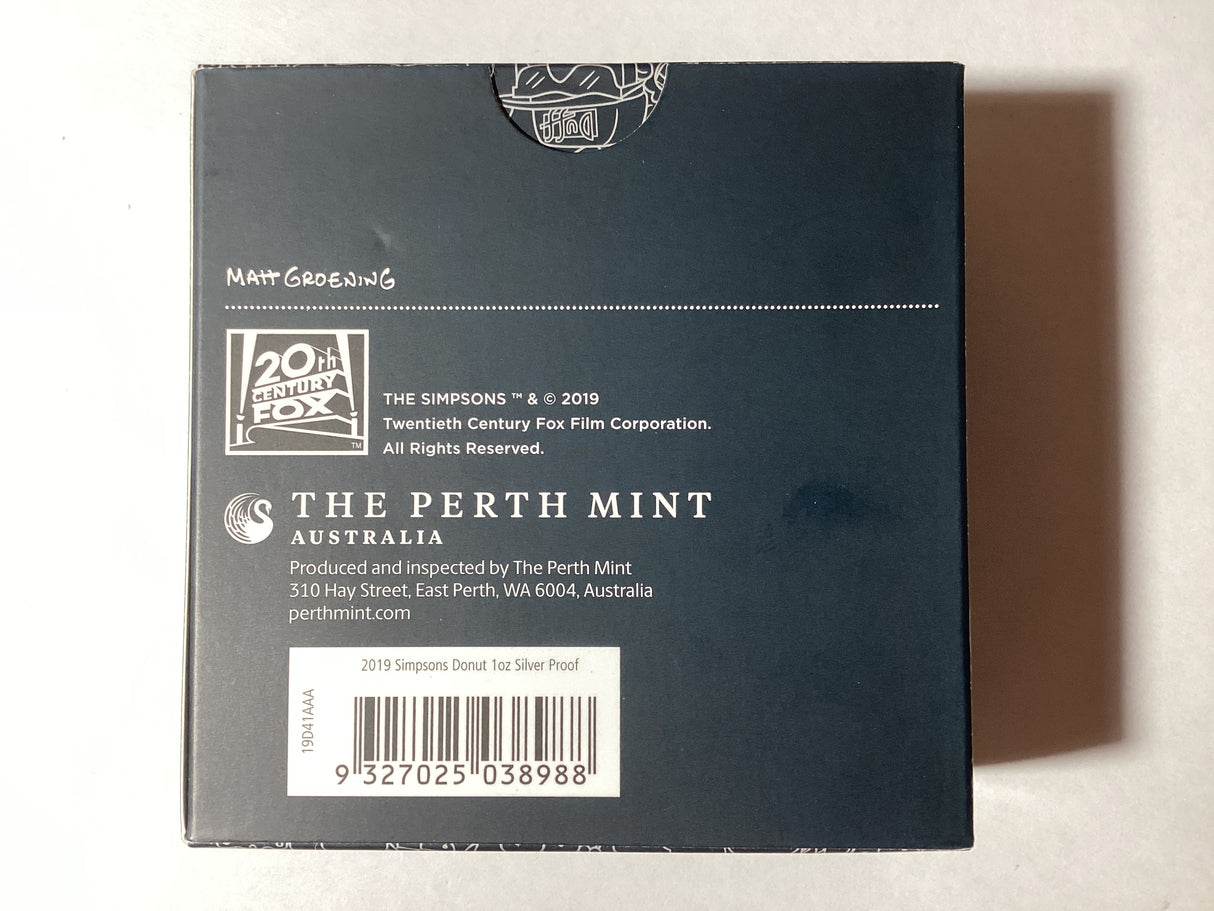 Duff
MATT GROENING
20th
CENTURY
FOX
TM
THE SIMPSONS ™ & © 2019
Twentieth Century Fox Film Corporation.
All Rights Reserved.
THE PERTH MINT
AUSTRALIA
Produced and inspected by The Perth Mint
310 Hay Street, East Perth, WA 6004, Australia
perthmint.com
2019 Simpsons Donut 1oz Silver Proof
19D41AAA
9 327025 038988